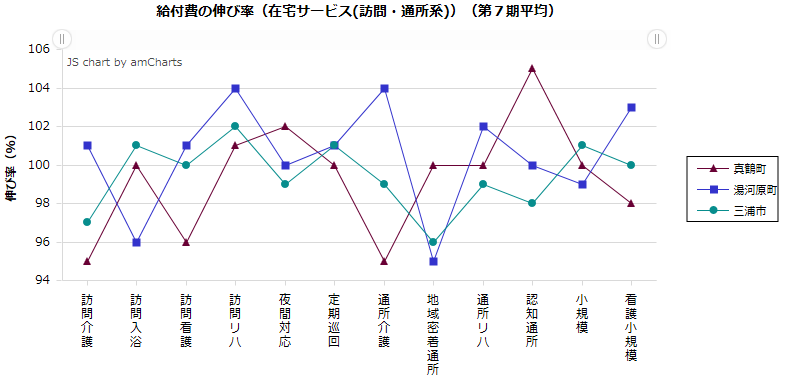 給付費の伸び率（在宅サービス(訪問・通所系)）（第７期平均）
JS chart by amCharts
106
104
102
100
98
96
94
伸び率（%）
訪問介護
訪問入浴
訪問看護
訪問リハ
夜間対応
定期巡回
通所介護
地域密着通所
通所リハ
認知通所
小規模
看護小規模
真鶴町
湯河原町
三浦市